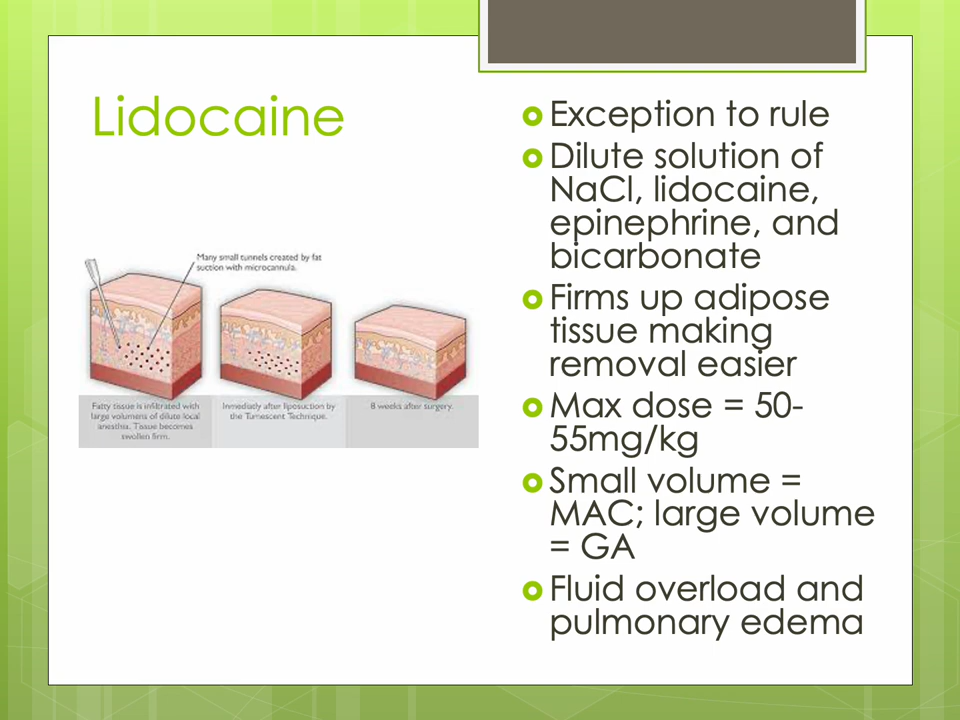 Lidocaine
Exception to rule
Dilute solution of
NaCl, lidocaine,
epinephrine, and
bicarbonate
Firms up adipose
tissue making
removal easier
Max dose = 50-
55mg/kg
Small volume =
MAC; large volume
= GA
Fluid overload and
pulmonary edema
Many small tunnels created by fat
suction with microcannula.
Fatty tissue is infiltrated with
large volumens of dilute local
anesthia. Tissue becomes
swollen firm.
Inmediatly after liposuction by
the Tumescent Technique.
8 weeks after surgery.